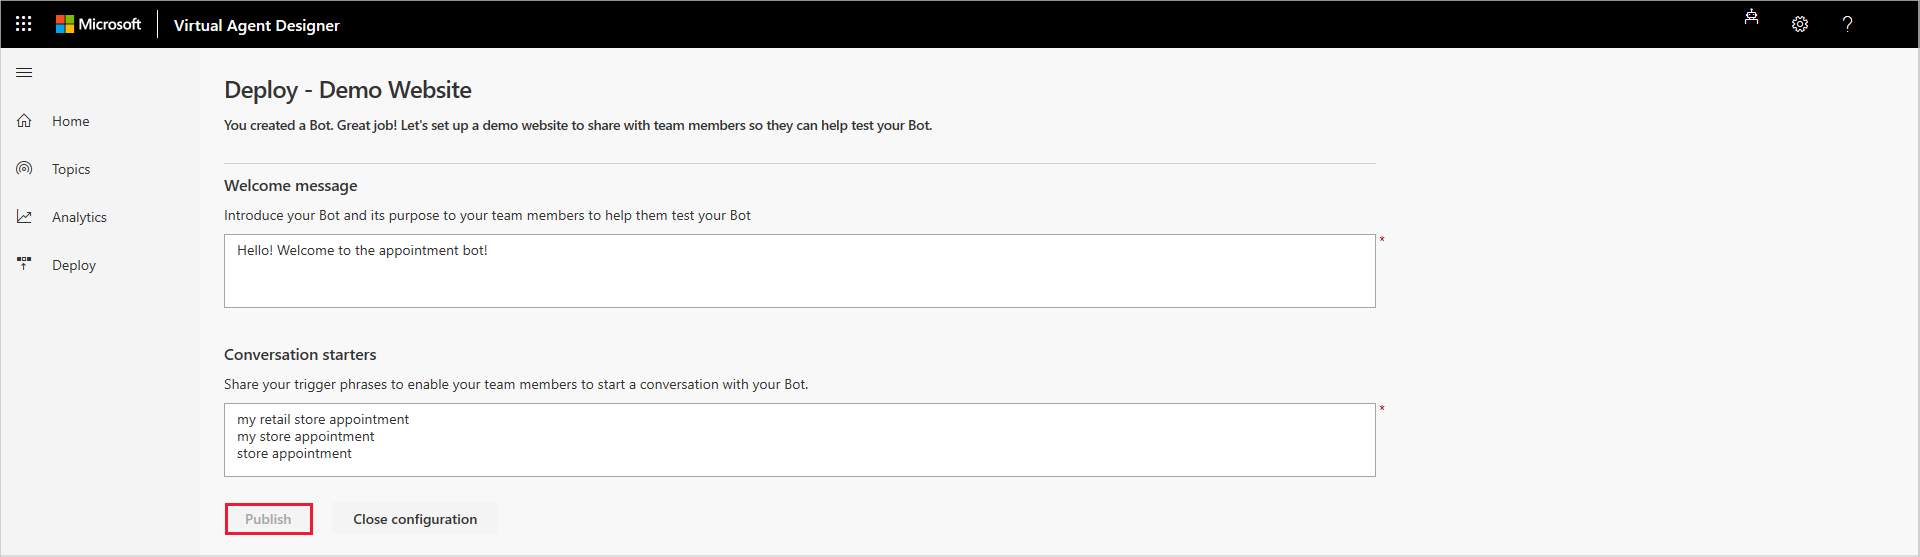 Microsoft
Virtual Agent Designer
?
Home
Topics
Analytics
Deploy
Deploy - Demo Website
You created a Bot. Great job! Let's set up a demo website to share with team members so they can help test your Bot.
Welcome message
Introduce your Bot and its purpose to your team members to help them test your Bot
Hello! Welcome to the appointment bot!
*
Conversation starters
Share your trigger phrases to enable your team members to start a conversation with your Bot.
my retail store appointment
*
my store appointment
store appointment
Publish
Close configuration